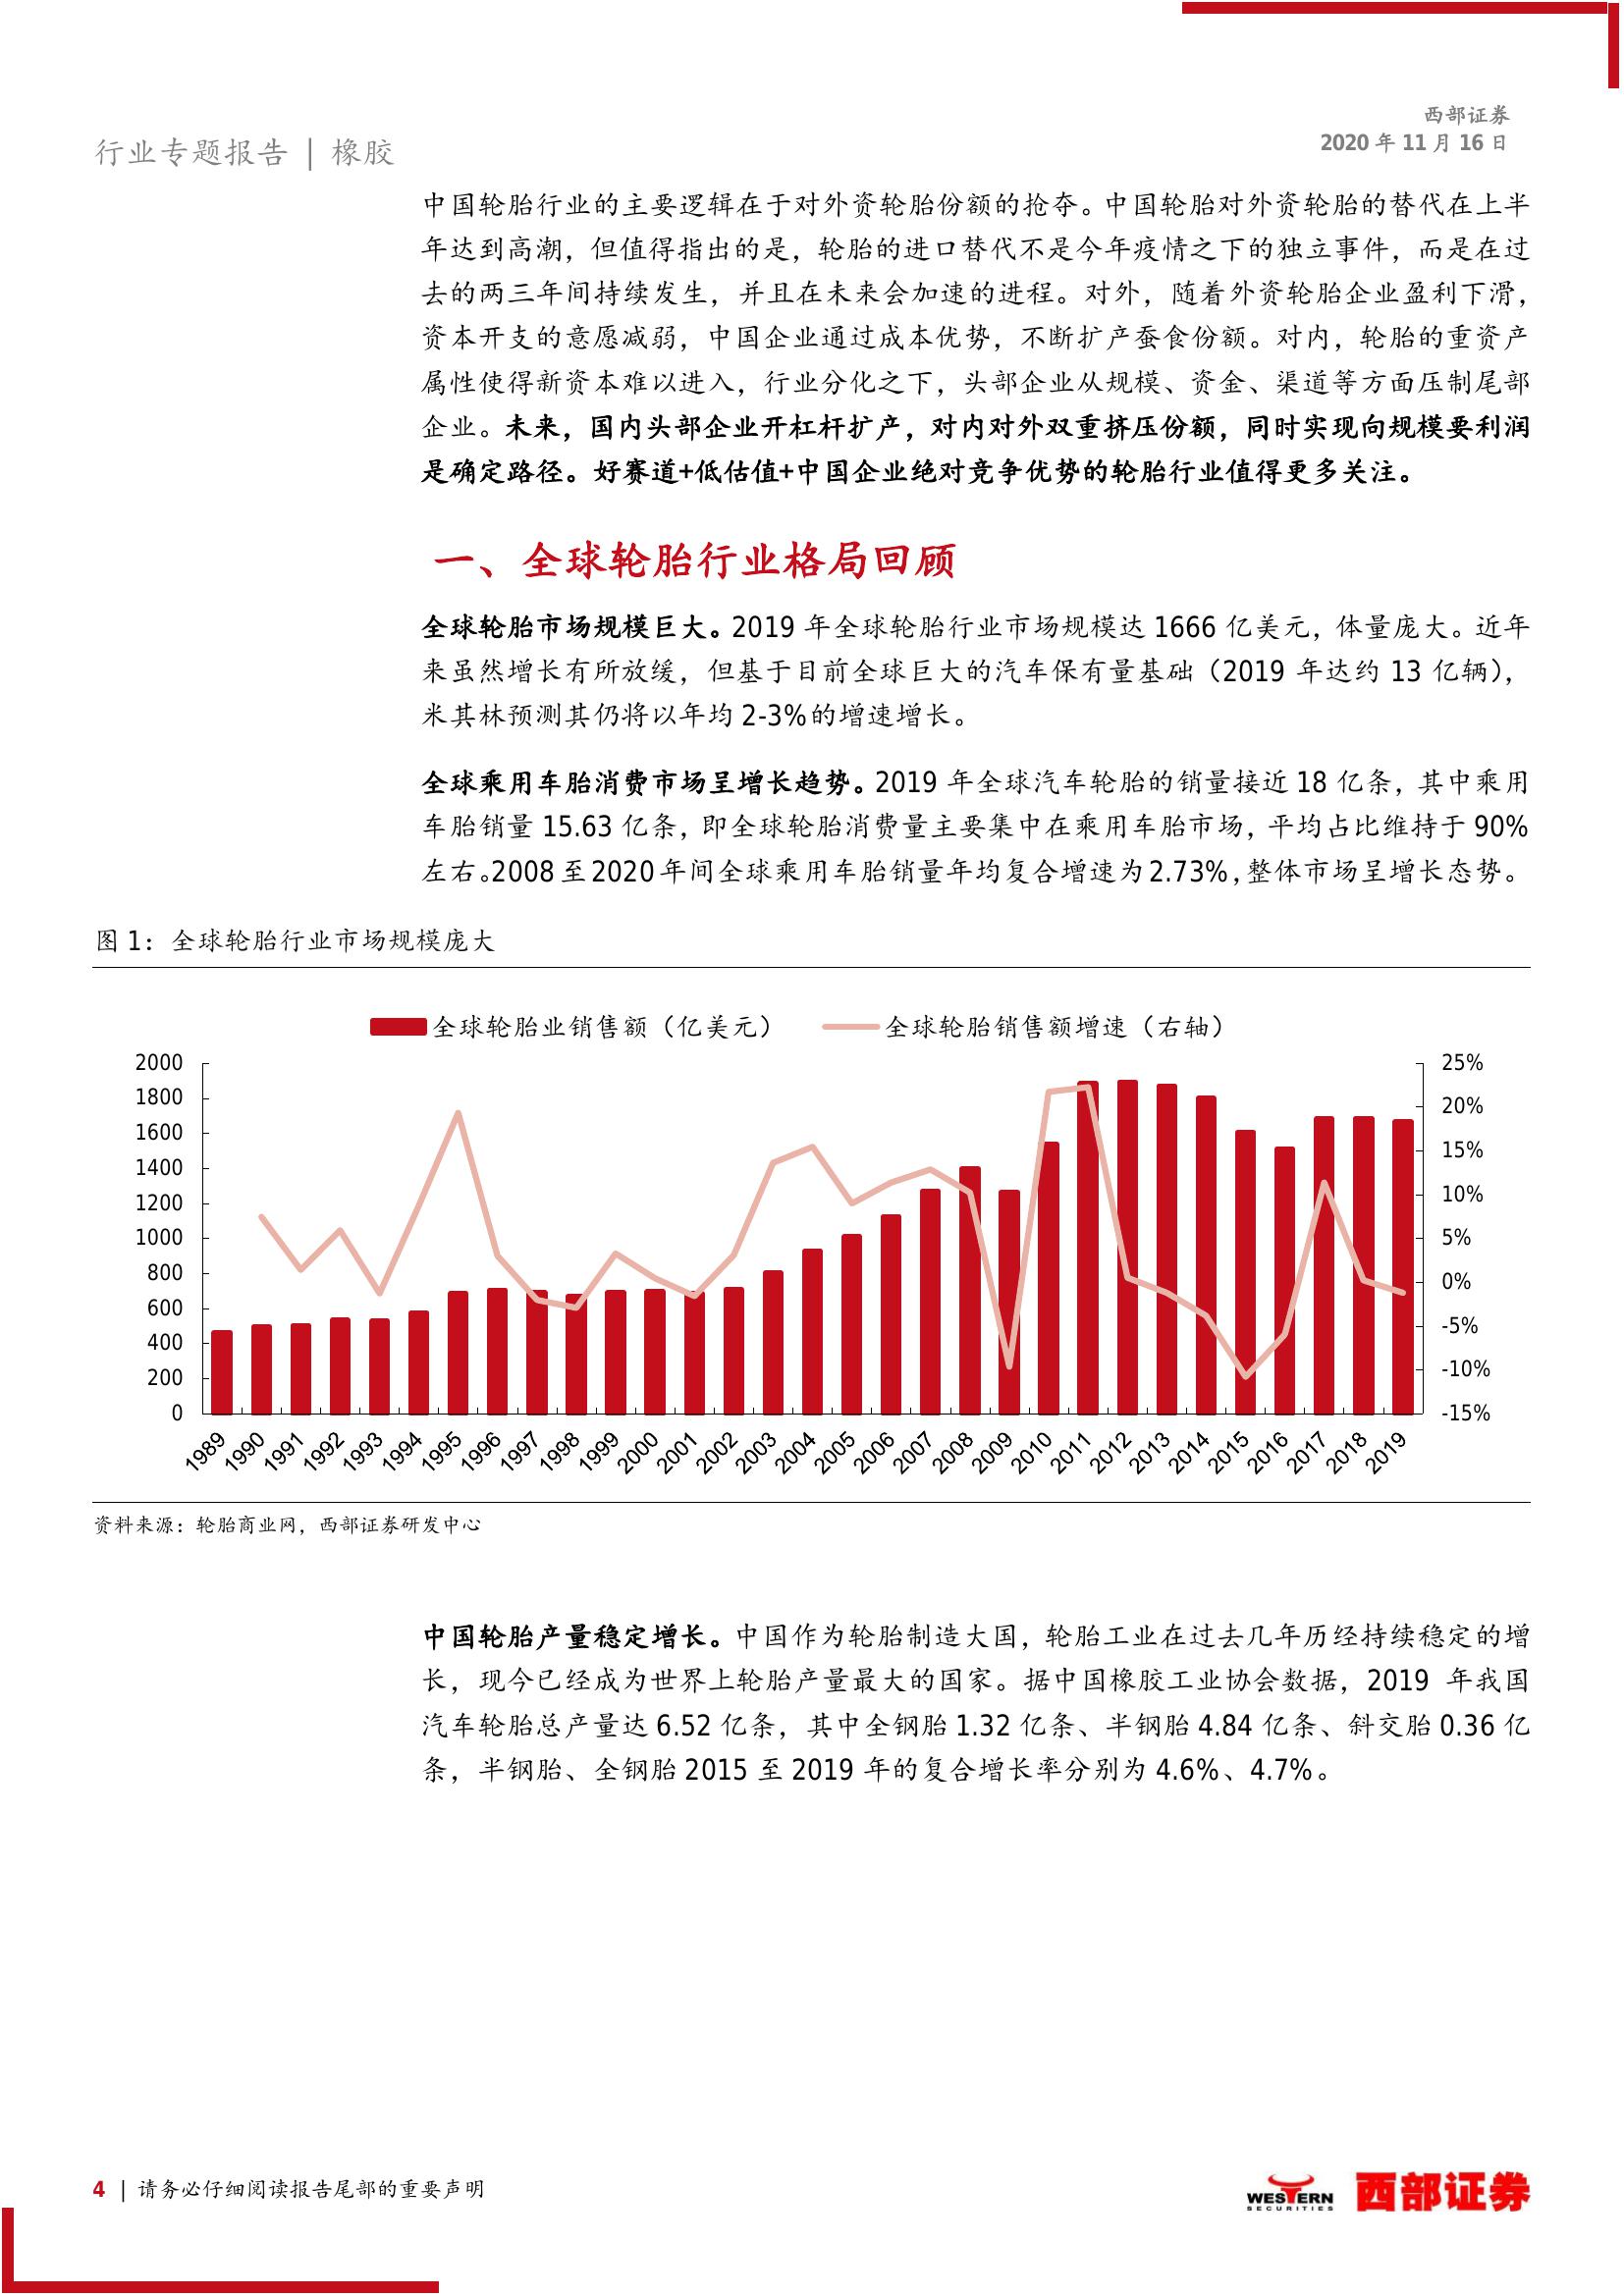 西部证券
2020 年 11 月 16 日
行业专题报告 | 橡胶
中国轮胎行业的主要逻辑在于对外资轮胎份额的抢夺。中国轮胎对外资轮胎的替代在上半
年达到高潮，但值得指出的是，轮胎的进口替代不是今年疫情之下的独立事件，而是在过
去的两三年间持续发生，并且在未来会加速的进程。对外，随着外资轮胎企业盈利下滑，
资本开支的意愿减弱，中国企业通过成本优势，不断扩产蚕食份额。对内，轮胎的重资产
属性使得新资本难以进入，行业分化之下，头部企业从规模、资金、渠道等方面压制尾部
企业。未来，国内头部企业开杠杆扩产，对内对外双重挤压份额，同时实现向规模要利润
是确定路径。好赛道+低估值+中国企业绝对竞争优势的轮胎行业值得更多关注。
一、全球轮胎行业格局回顾
全球轮胎市场规模巨大。2019 年全球轮胎行业市场规模达 1666 亿美元，体量庞大。近年
来虽然增长有所放缓，但基于目前全球巨大的汽车保有量基础（2019 年达约 13 亿辆），
米其林预测其仍将以年均 2-3%的增速增长。
全球乘用车胎消费市场呈增长趋势。2019 年全球汽车轮胎的销量接近 18 亿条，其中乘用
车胎销量 15.63 亿条，即全球轮胎消费量主要集中在乘用车胎市场，平均占比维持于 90%
左右。2008 至 2020 年间全球乘用车胎销量年均复合增速为 2.73%，整体市场呈增长态势。
图 1：全球轮胎行业市场规模庞大
全球轮胎业销售额（亿美元） 全球轮胎销售额增速（右轴）
2000 25%
1800 20%
1600 15%
1400 10%
1200 5%
1000 0%
800 -5%
600 -10%
400 -15%
200
0
1989 1990 1991 1992 1993 1994 1995 1996 1997 1998 1999 2000 2001 2002 2003 2004 2005 2006 2007 2008 2009 2010 2011 2012 2013 2014 2015 2016 2017 2018 2019
资料来源：轮胎商业网，西部证券研发中心
中国轮胎产量稳定增长。中国作为轮胎制造大国，轮胎工业在过去几年历经持续稳定的增
长，现今已经成为世界上轮胎产量最大的国家。据中国橡胶工业协会数据，2019 年我国
汽车轮胎总产量达 6.52 亿条，其中全钢胎 1.32 亿条、半钢胎 4.84 亿条、斜交胎 0.36 亿
条，半钢胎、全钢胎 2015 至 2019 年的复合增长率分别为 4.6%、4.7%。
4 | 请务必仔细阅读报告尾部的重要声明
WESTERN
SECURITIES
西部证券